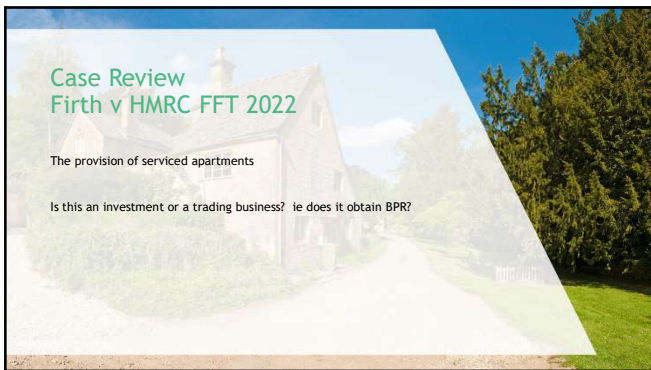 Case Review
Firth v HMRC FFT 2022
The provision of serviced apartments
Is this an investment or a trading business? ie does it obtain BPR?